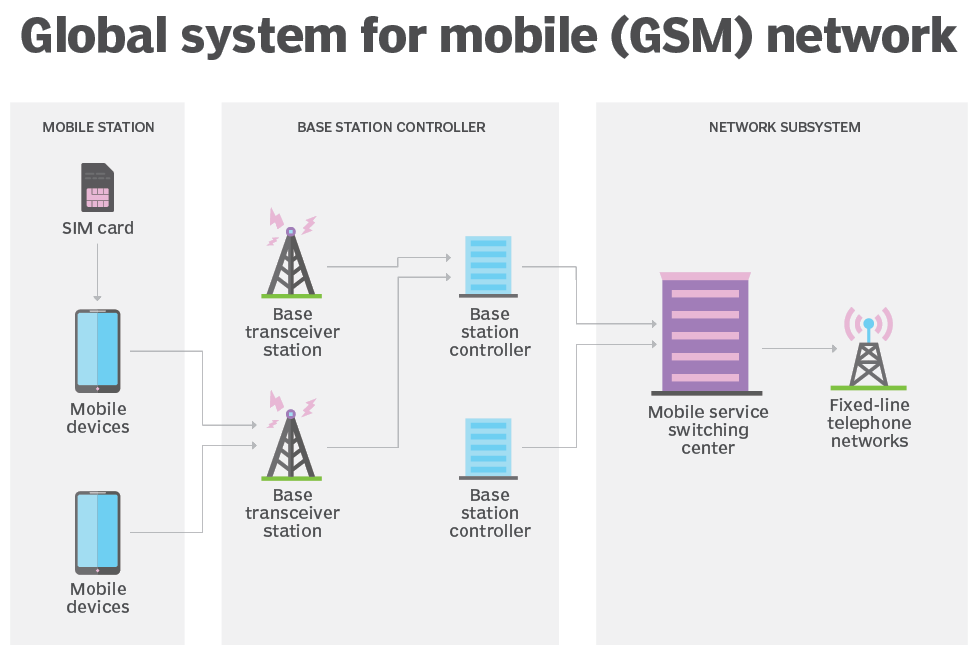 Global system for mobile (GSM) network
MOBILE STATION
SIM card
Mobile
devices
Mobile
devices
BASE STATION CONTROLLER
Base
transceiver
station
Base
station
controller
Base
transceiver
station
Base
station
controller
NETWORK SUBSYSTEM
Mobile service
switching
center
Fixed-line
telephone
networks